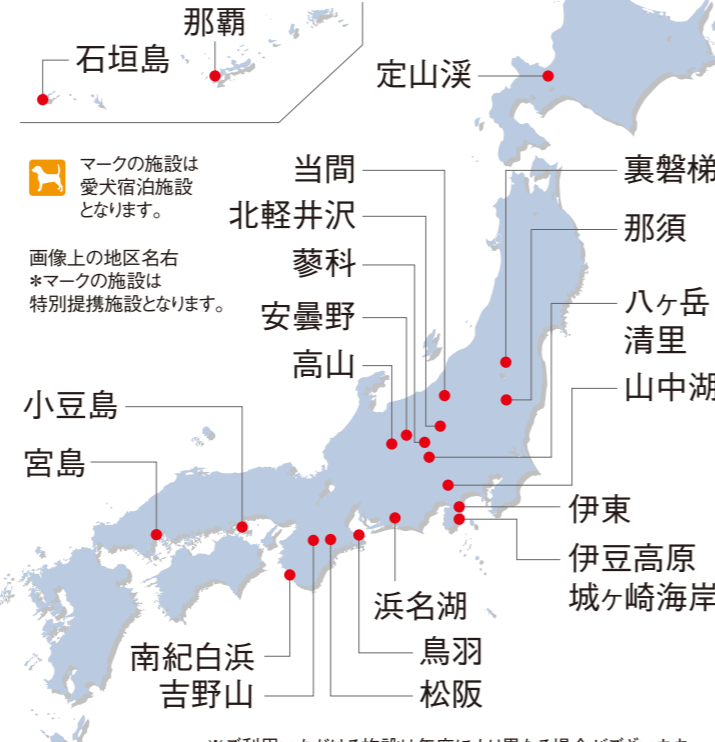 那覇
石垣島
定山渓
マークの施設は
愛犬宿泊施設
となります。
画像上の地区名右
＊マークの施設は
特別提携施設となります。
当間
北軽井沢
蓼科
安曇野
高山
裏磐梯
那須
八ヶ岳
清里
山中湖
小豆島
宮島
伊東
伊豆高原
城ヶ崎海岸
浜名湖
南紀白浜
鳥羽
吉野山
松阪